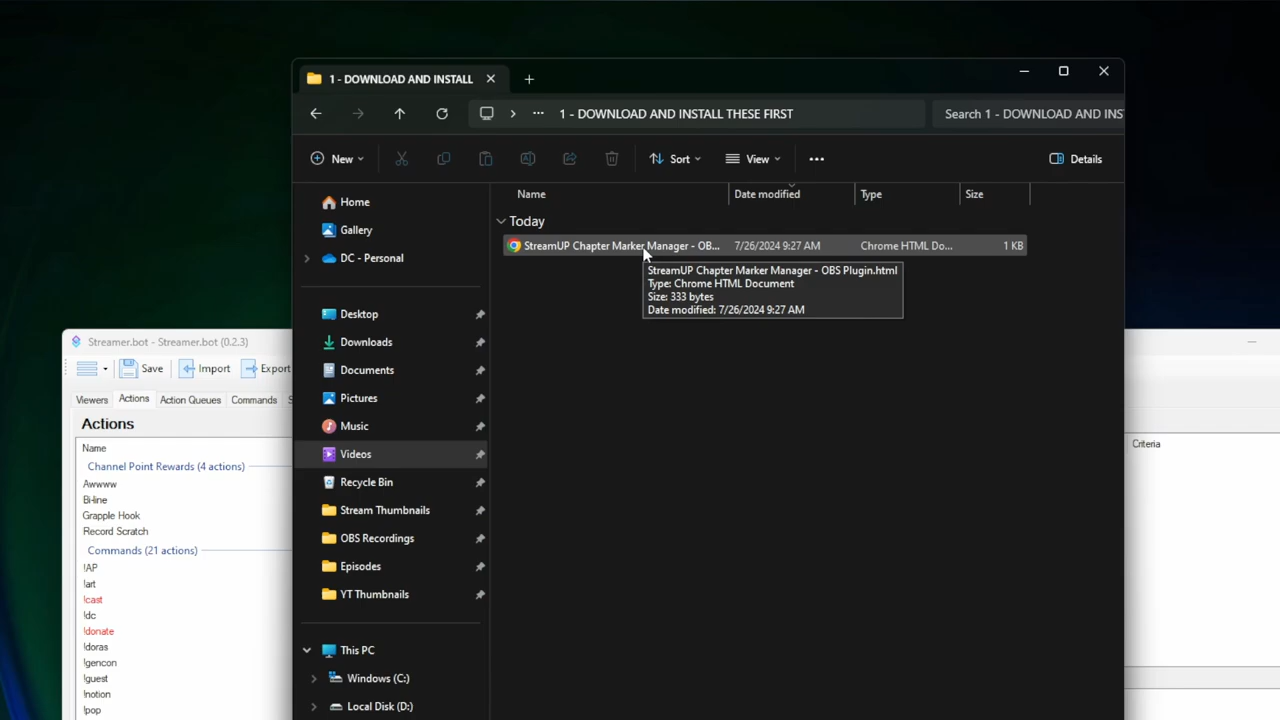 1 - DOWNLOAD AND INSTALL
1 - DOWNLOAD AND INSTALL THESE FIRST
Search 1 - DOWNLOAD AND INS
New
Sort
View
Details
Name
Date modified
Type
Size
Home
Gallery
DC - Personal
Desktop
Downloads
Documents
Pictures
Music
Videos
Recycle Bin
Stream Thumbnails
OBS Recordings
Episodes
YT Thumbnails
This PC
Windows (C:)
Local Disk (D:)
Today
StreamUP Chapter Marker Manager - OB... 7/26/2024 9:27 AM Chrome HTML Do... 1 KB
StreamUP Chapter Marker Manager - OBS Plugin.html
Type: Chrome HTML Document
Size: 333 bytes
Date modified: 7/26/2024 9:27 AM
Streamer.bot - Streamer.bot (0.2.3)
Save
Import
Export
Viewers
Actions
Action Queues
Commands
S
Actions
Name
Channel Point Rewards (4 actions)
Awwww
Bi-line
Grapple Hook
Record Scratch
Commands (21 actions)
!AP
!art
!cast
!dc
!donate
!doras
!gencon
!guest
!notion
!pop
Criteria